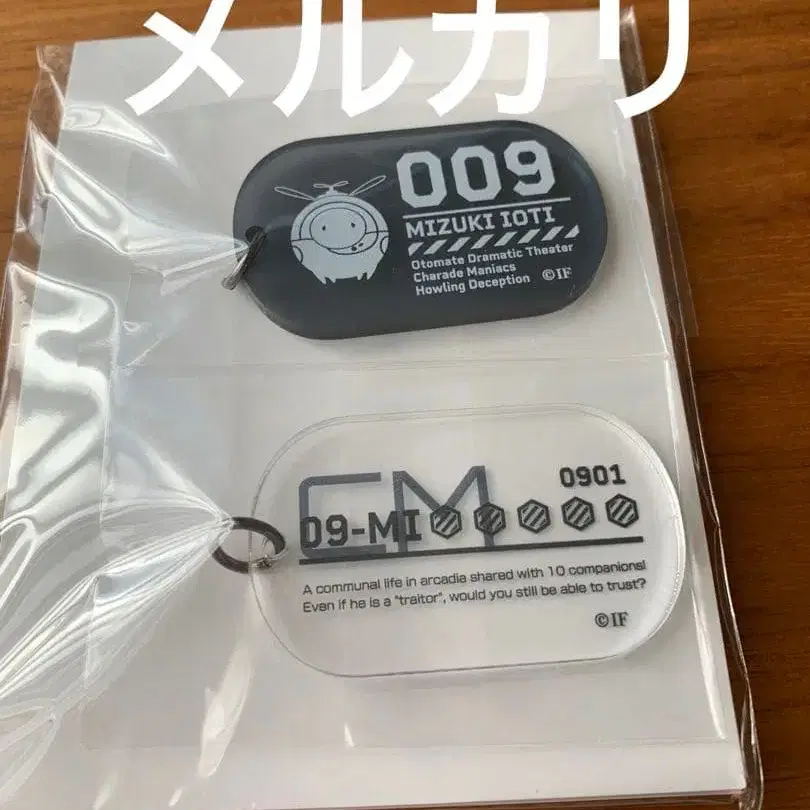 メルカリ
009
MIZUKI IOTI
Otomate Dramatic Theater
Charade Maniacs
Howling Deception ©IF
CM
0901
09-MI
A communal life in arcadia shared with 10 companions!
Even if he is a "traitor", would you still be able to trust?
©IF